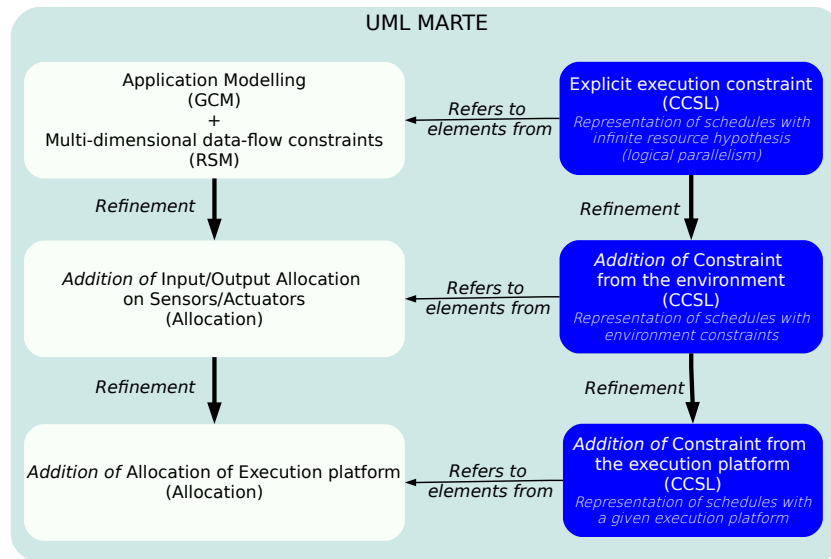 UML MARTE
Application Modelling
(GCM)
+
Multi-dimensional data-flow constraints
(RSM)
Refers to
elements from
Explicit execution constraint
(CCSL)
Representation of schedules with
infinite resource hypothesis
(logical parallelism)
Refinement
Refinement
Addition of Input/Output Allocation
on Sensors/Actuators
(Allocation)
Refers to
elements from
Addition of Constraint
from the environment
(CCSL)
Representation of schedules with
environment constraints
Refinement
Refinement
Addition of Allocation of Execution platform
(Allocation)
Refers to
elements from
Addition of Constraint from
the execution platform
(CCSL)
Representation of schedules with
a given execution platform